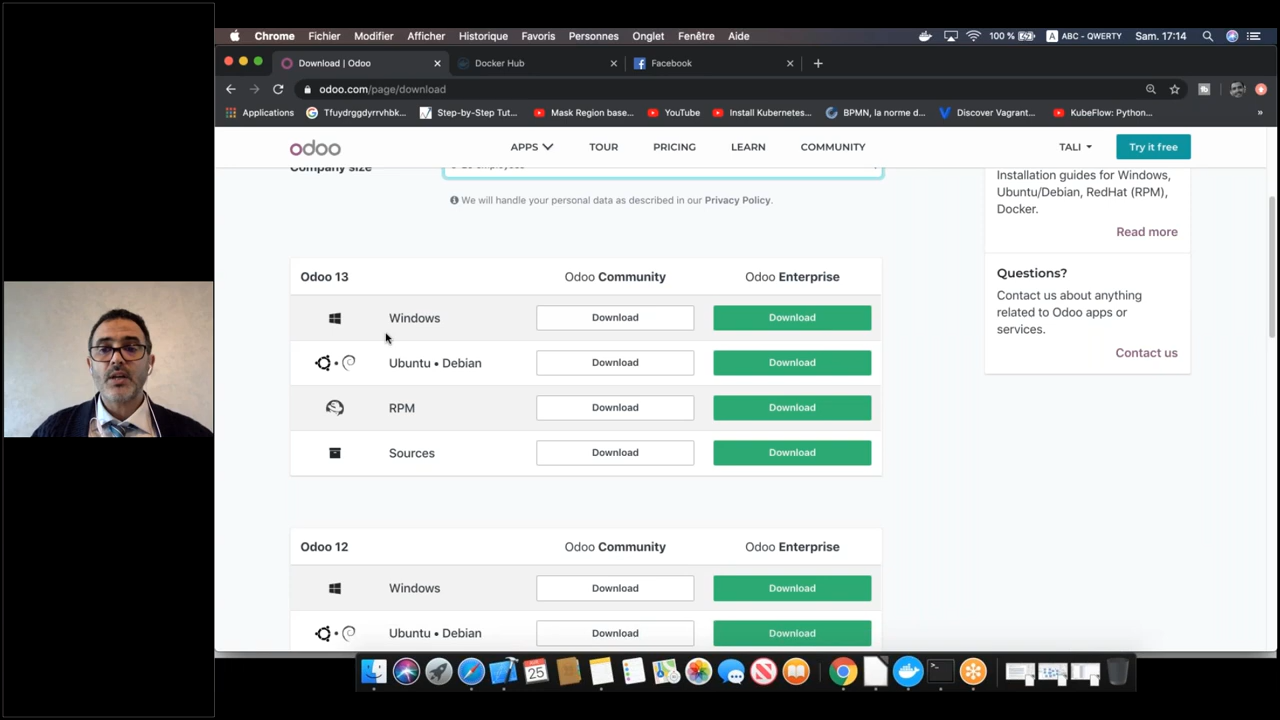 Chrome Fichier Modifier Afficher Historique Favoris Personnes Onglet Fenêtre Aide 100 % A ABC - QWERTY Sam. 17:14
Download | Odoo Docker Hub Facebook
odoo.com/page/download
Applications Tfuydrggdyrrvhbk... Step-by-Step Tut... Mask Region base... YouTube Install Kubernetes... BPMN, la norme d... Discover Vagrant... KubeFlow: Python... »
odoo APPS TOUR PRICING LEARN COMMUNITY TALI Try it free
Company size
We will handle your personal data as described in our Privacy Policy.
Installation guides for Windows,
Ubuntu/Debian, RedHat (RPM),
Docker.
Read more
Questions?
Contact us about anything
related to Odoo apps or
services.
Contact us
Odoo 13 Odoo Community Odoo Enterprise
Windows Download Download
Ubuntu • Debian Download Download
RPM Download Download
Sources Download Download
Odoo 12 Odoo Community Odoo Enterprise
Windows Download Download
Ubuntu • Debian Download Download
25